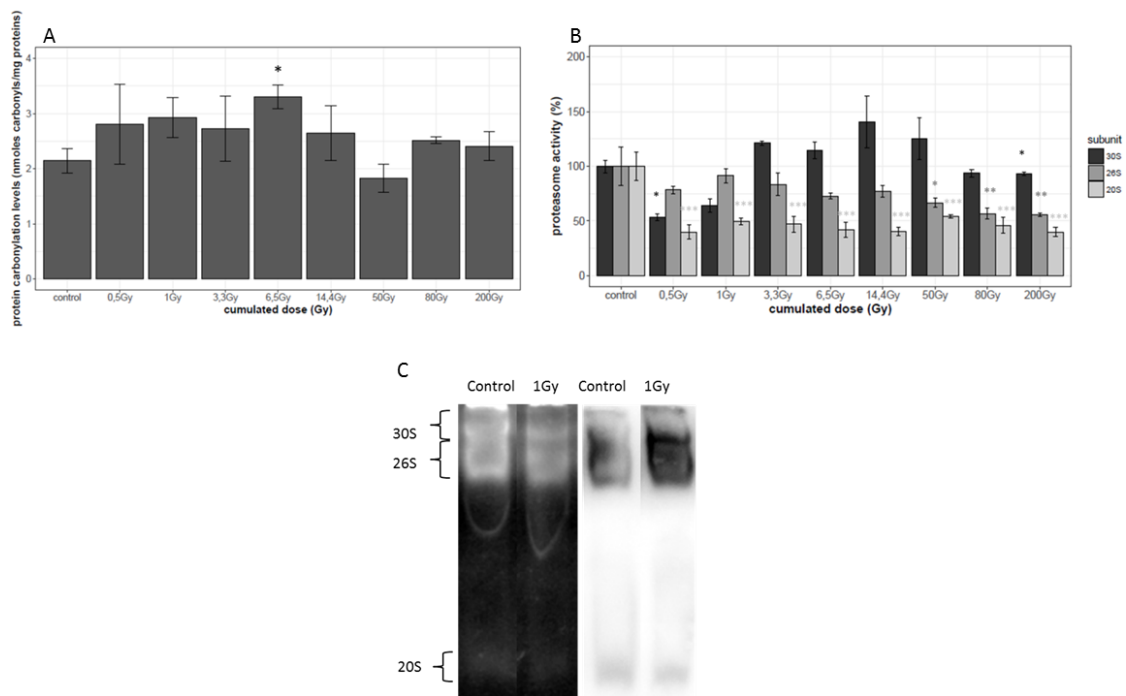 A
protein carbonylation levels (nmoles carbonyls/mg proteins)
4
3
2
1
0
*
control 0,5Gy 1Gy 3,3Gy 6,5Gy 14,4Gy 50Gy 80Gy 200Gy
cumulated dose (Gy)
B
proteasome activity (%)
200
150
100
50
0
* *** *** *** *** *** * *** ** *** * ** ***
control 0,5Gy 1Gy 3,3Gy 6,5Gy 14,4Gy 50Gy 80Gy 200Gy
cumulated dose (Gy)
subunit
30S
26S
20S
C
Control 1Gy Control 1Gy
30S
26S
20S